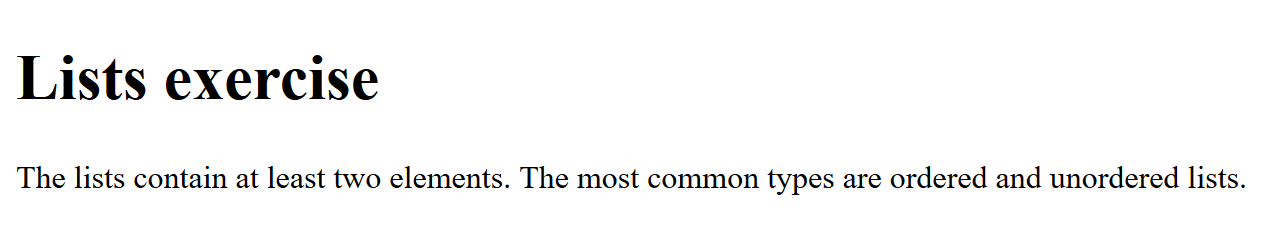 Lists exercise
The lists contain at least two elements. The most common types are ordered and unordered lists.